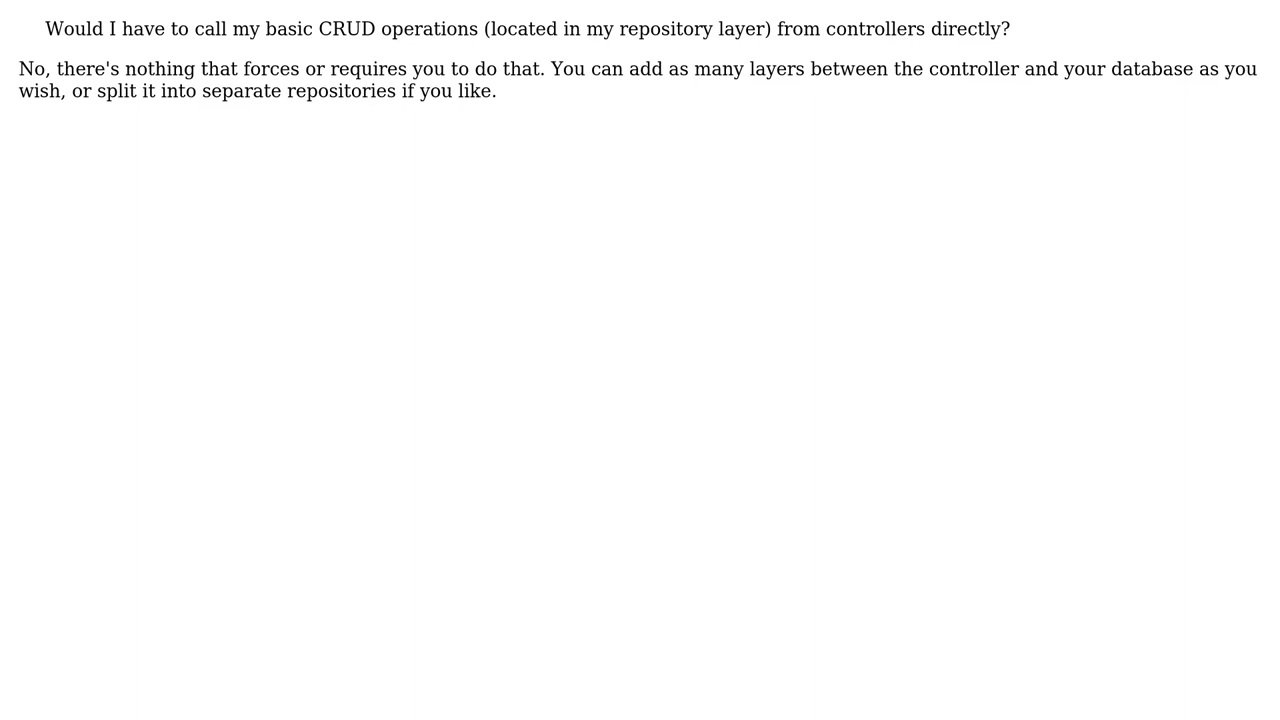 Would I have to call my basic CRUD operations (located in my repository layer) from controllers directly?
No, there's nothing that forces or requires you to do that. You can add as many layers between the controller and your database as you
wish, or split it into separate repositories if you like.